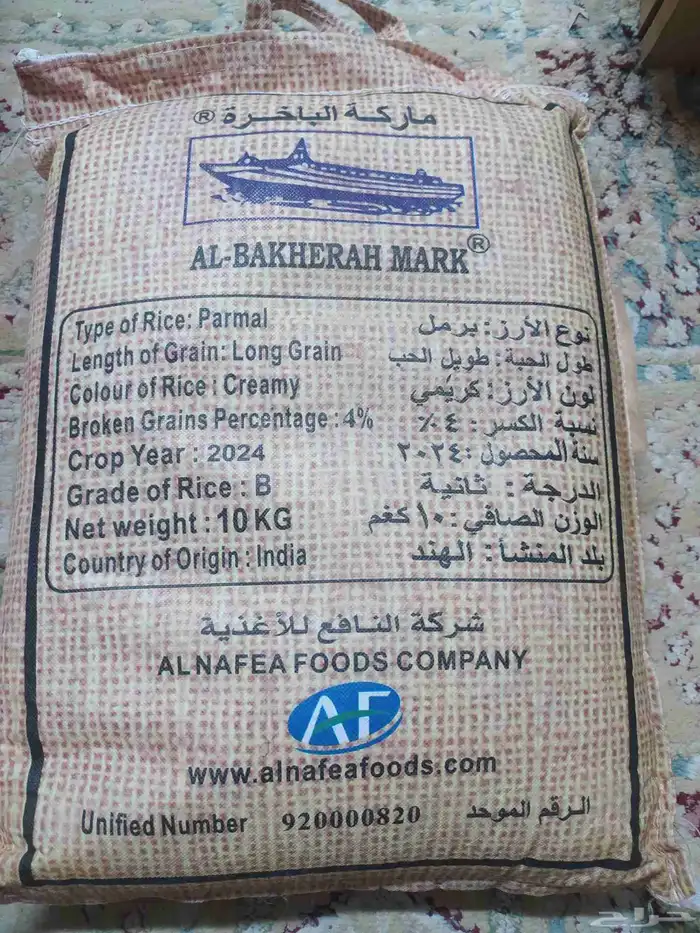 ماركة الباخرة ®
AL-BAKHERAH MARK ®
Type of Rice: Parmal نوع الأرز: برمل
Length of Grain: Long Grain طول الحبة: طويل الحب
Colour of Rice : Creamy لون الأرز: كريمي
Broken Grains Percentage : 4% نسبة الكسر : ٤٪
Crop Year : 2024 سنة المحصول :٢٠٢٤
Grade of Rice : B الدرجة : ثانية
Net weight : 10 KG الوزن الصافي : ١٠ كغم
Country of Origin : India بلد المنشأ : الهند
شركة النافع للأغذية
ALNAFEA FOODS COMPANY
AF
www.alnafeafoods.com
Unified Number 920000820 الرقم الموحد
حراج